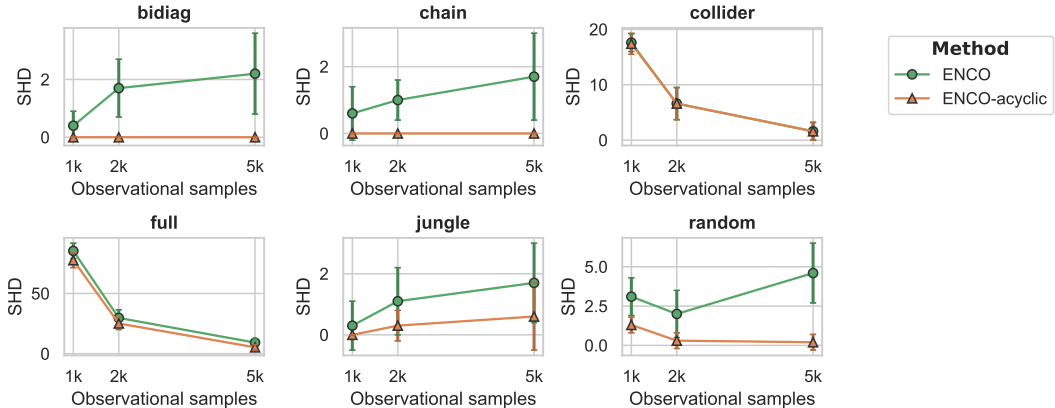 bidiag
SHD
2
0
1k 2k 5k
Observational samples
chain
SHD
2
0
1k 2k 5k
Observational samples
collider
SHD
20
10
0
1k 2k 5k
Observational samples
Method
ENCO
ENCO-acyclic
full
SHD
50
0
1k 2k 5k
Observational samples
jungle
SHD
2
0
1k 2k 5k
Observational samples
random
SHD
5.0
2.5
0.0
1k 2k 5k
Observational samples